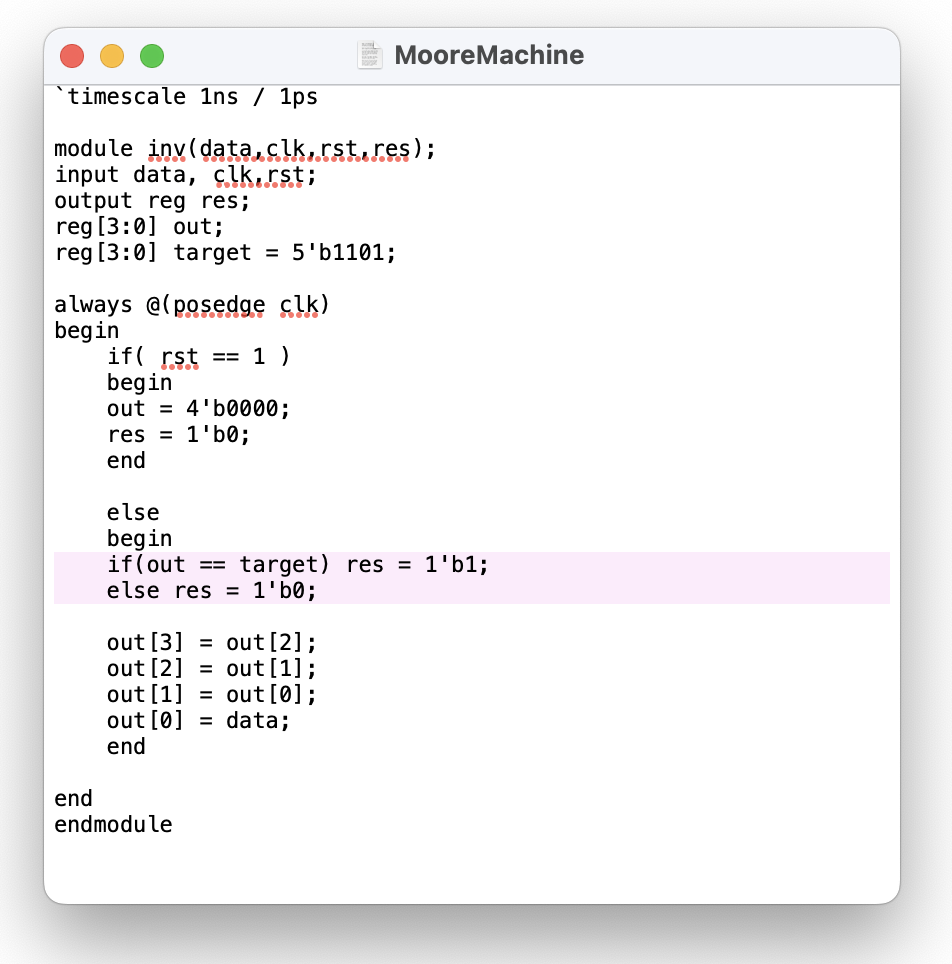 MooreMachine
`timescale 1ns / 1ps
module inv(data,clk,rst,res);
input data, clk,rst;
output reg res;
reg[3:0] out;
reg[3:0] target = 5'b1101;
always @(posedge clk)
begin
if( rst == 1 )
begin
out = 4'b0000;
res = 1'b0;
end
else
begin
if(out == target) res = 1'b1;
else res = 1'b0;
out[3] = out[2];
out[2] = out[1];
out[1] = out[0];
out[0] = data;
end
end
endmodule